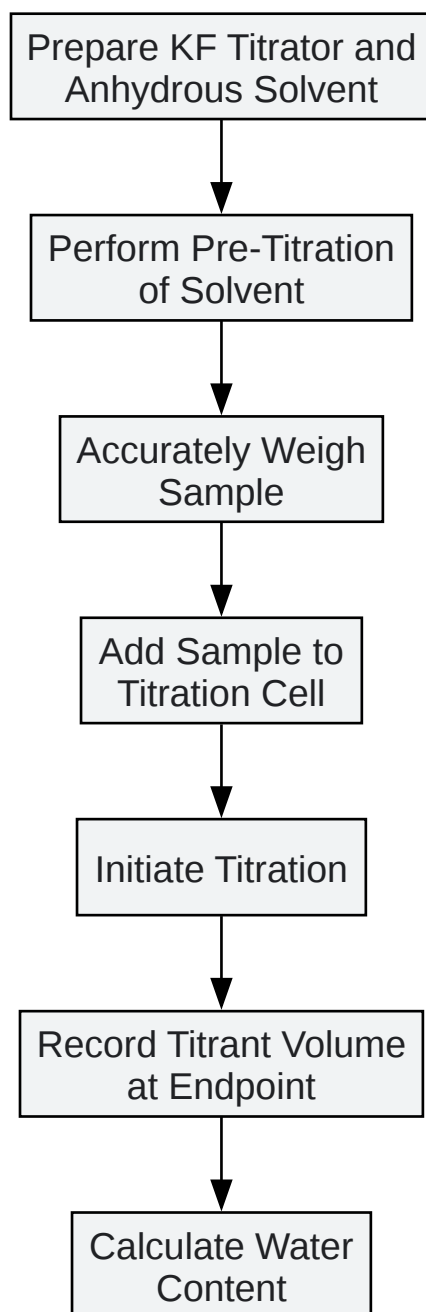 Prepare KF Titrator and
Anhydrous Solvent
Perform Pre-Titration
of Solvent
Accurately Weigh
Sample
Add Sample to
Titration Cell
Initiate Titration
Record Titrant Volume
at Endpoint
Calculate Water
Content